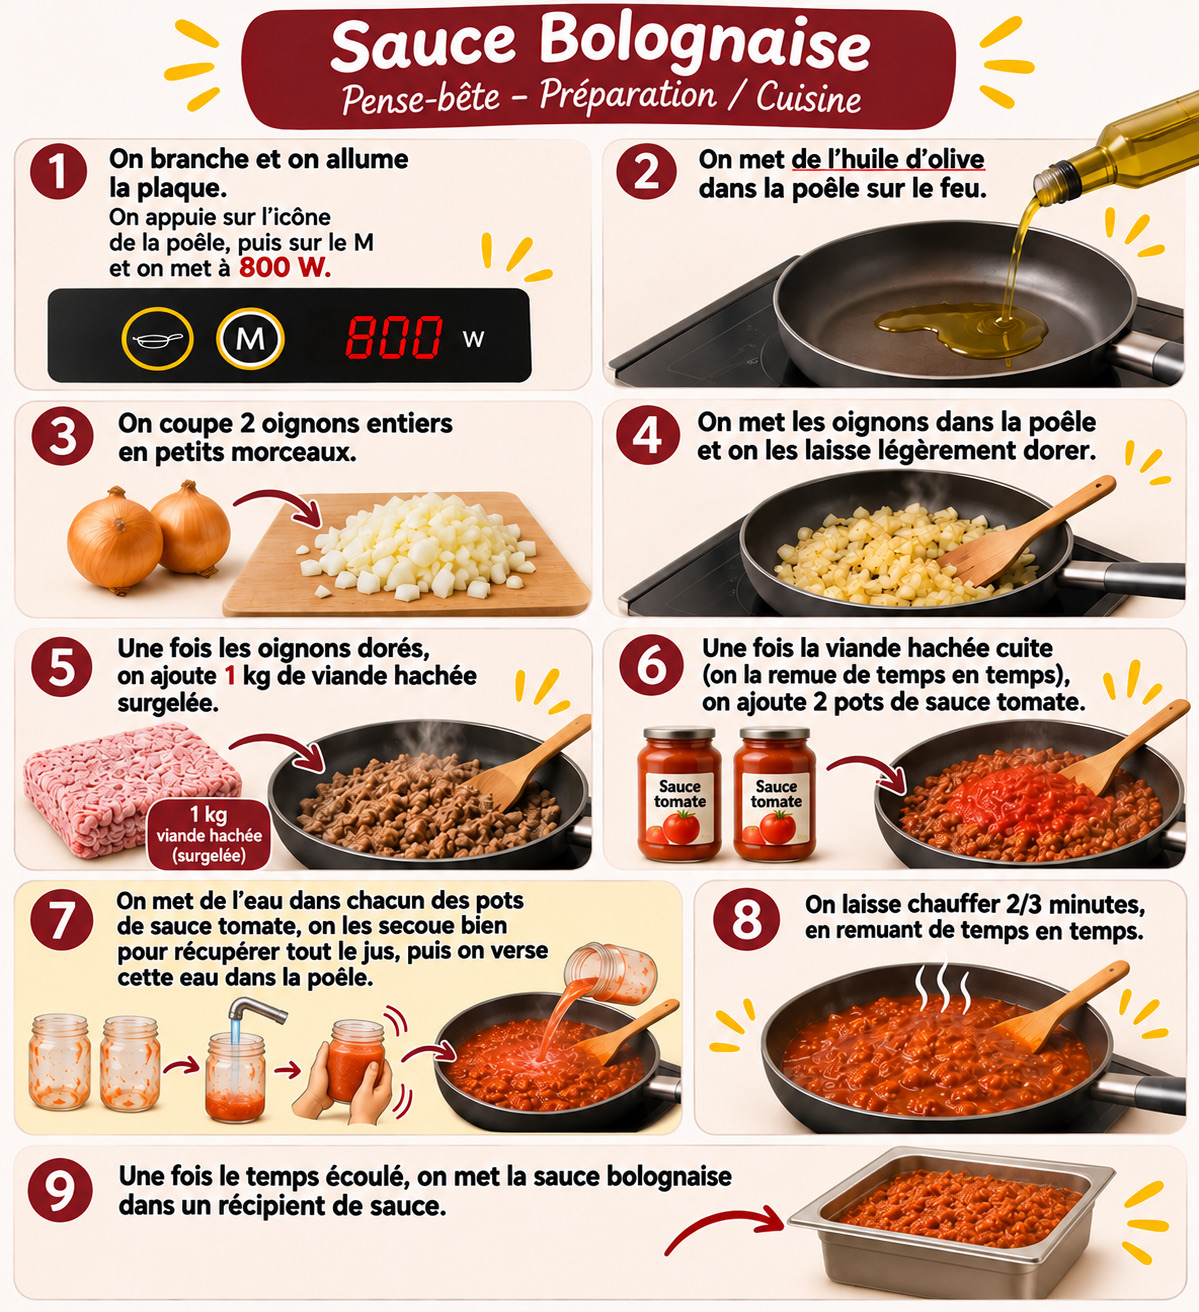 Sauce Bolognaise
Pense-bête – Préparation / Cuisine
1
On branche et on allume
la plaque.
On appuie sur l'icône
de la poêle, puis sur le M
et on met à 800 W.
M
800 W
2
On met de l'huile d'olive
dans la poêle sur le feu.
3
On coupe 2 oignons entiers
en petits morceaux.
4
On met les oignons dans la poêle
et on les laisse légèrement dorer.
5
Une fois les oignons dorés,
on ajoute 1 kg de viande hachée
surgelée.
1 kg
viande hachée
(surgelée)
6
Une fois la viande hachée cuite
(on la remue de temps en temps),
on ajoute 2 pots de sauce tomate.
Sauce
tomate
Sauce
tomate
7
On met de l'eau dans chacun des pots
de sauce tomate, on les secoue bien
pour récupérer tout le jus, puis on verse
cette eau dans la poêle.
8
On laisse chauffer 2/3 minutes,
en remuant de temps en temps.
9
Une fois le temps écoulé, on met la sauce bolognaise
dans un récipient de sauce.